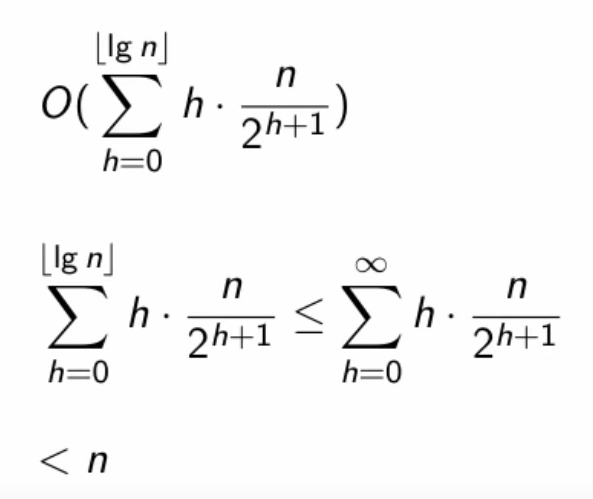 O(∑_{h=0}^{⌊lg n⌋} h · n/2^{h+1})
∑_{h=0}^{⌊lg n⌋} h · n/2^{h+1} ≤ ∑_{h=0}^{∞} h · n/2^{h+1}
< n